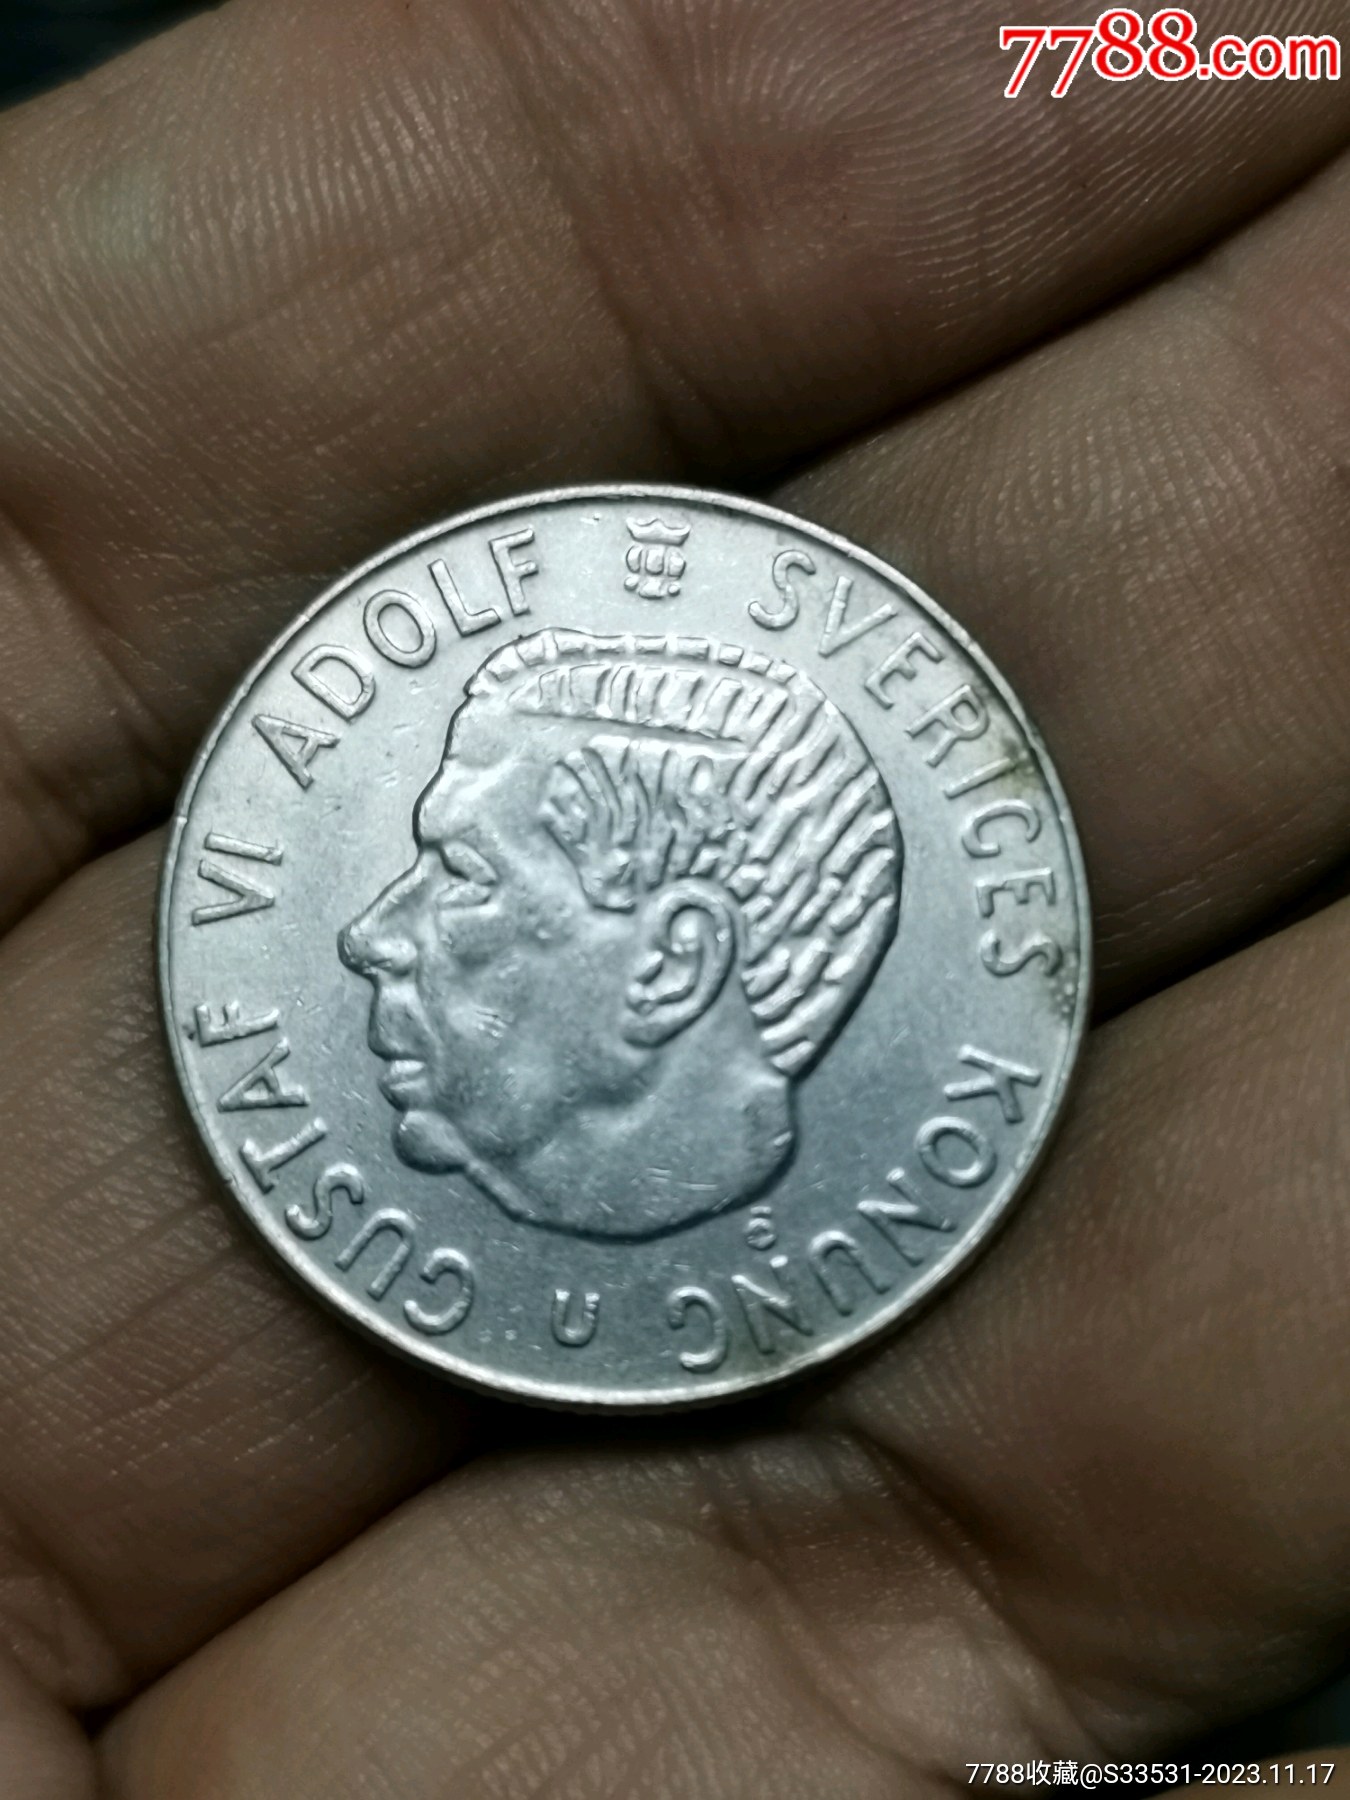 7788.com
GUSTAF VI ADOLF SVERIGES KONUNG
G
U
7788收藏@S33531-2023.11.17